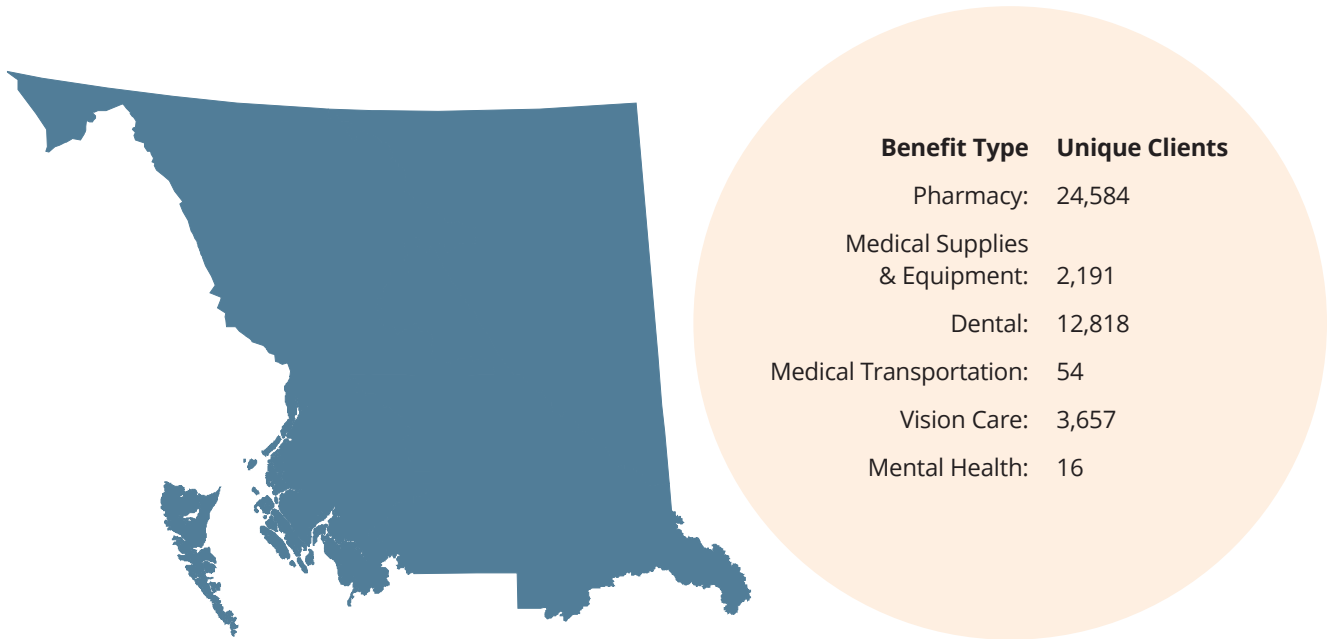 Benefit Type Unique Clients
Pharmacy: 24,584
Medical Supplies
& Equipment: 2,191
Dental: 12,818
Medical Transportation: 54
Vision Care: 3,657
Mental Health: 16